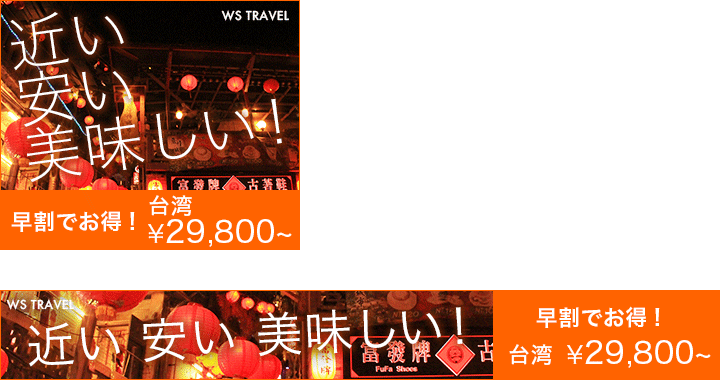 WS TRAVEL
近い
安い
美味しい!
富發牌 古著鞋
早割でお得!
台湾
¥29,800~
WS TRAVEL
近い 安い 美味しい!
富發牌 古
FuFa Shoes
早割でお得!
台湾 ¥29,800~